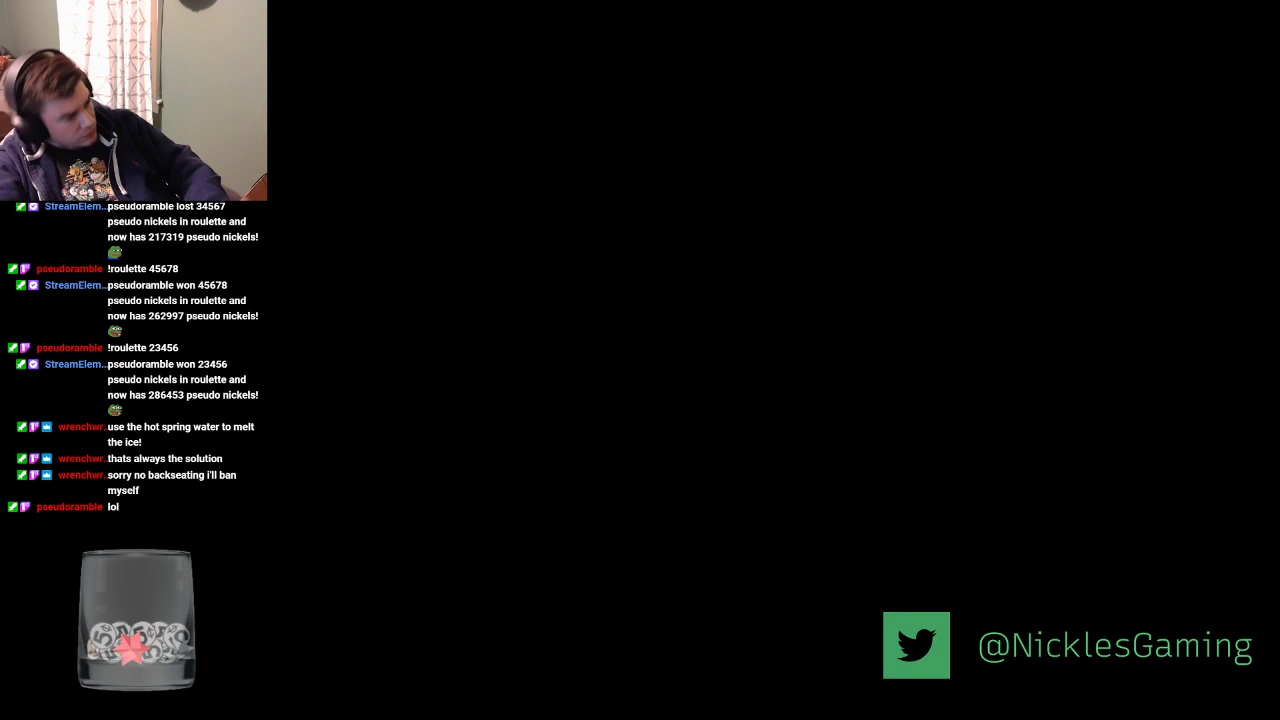 StreamElem... pseudoramble lost 34567
pseudo nickels in roulette and
now has 217319 pseudo nickels!
pseudoramble !roulette 45678
StreamElem... pseudoramble won 45678
pseudo nickels in roulette and
now has 262997 pseudo nickels!
pseudoramble !roulette 23456
StreamElem... pseudoramble won 23456
pseudo nickels in roulette and
now has 286453 pseudo nickels!
wrenchwr... use the hot spring water to melt
the ice!
wrenchwr... thats always the solution
wrenchwr... sorry no backseating i'll ban
myself
pseudoramble lol
@NicklesGaming